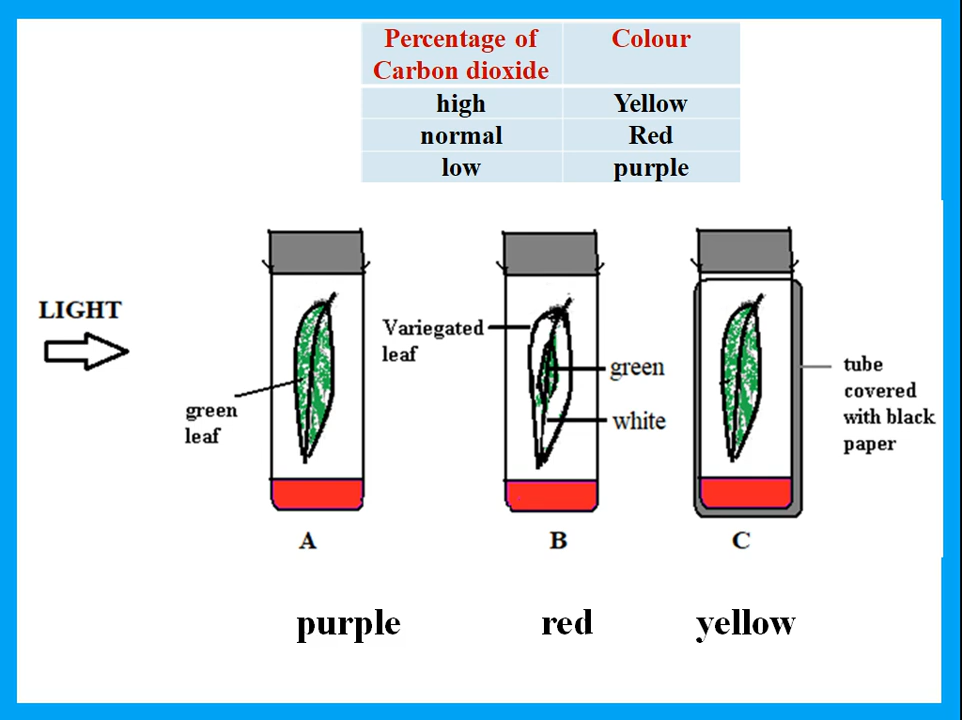 Percentage of Carbon dioxide
Colour
high Yellow
normal Red
low purple
LIGHT
green
leaf
Variegated
leaf
green
white
tube
covered
with black
paper
A B C
purple red yellow